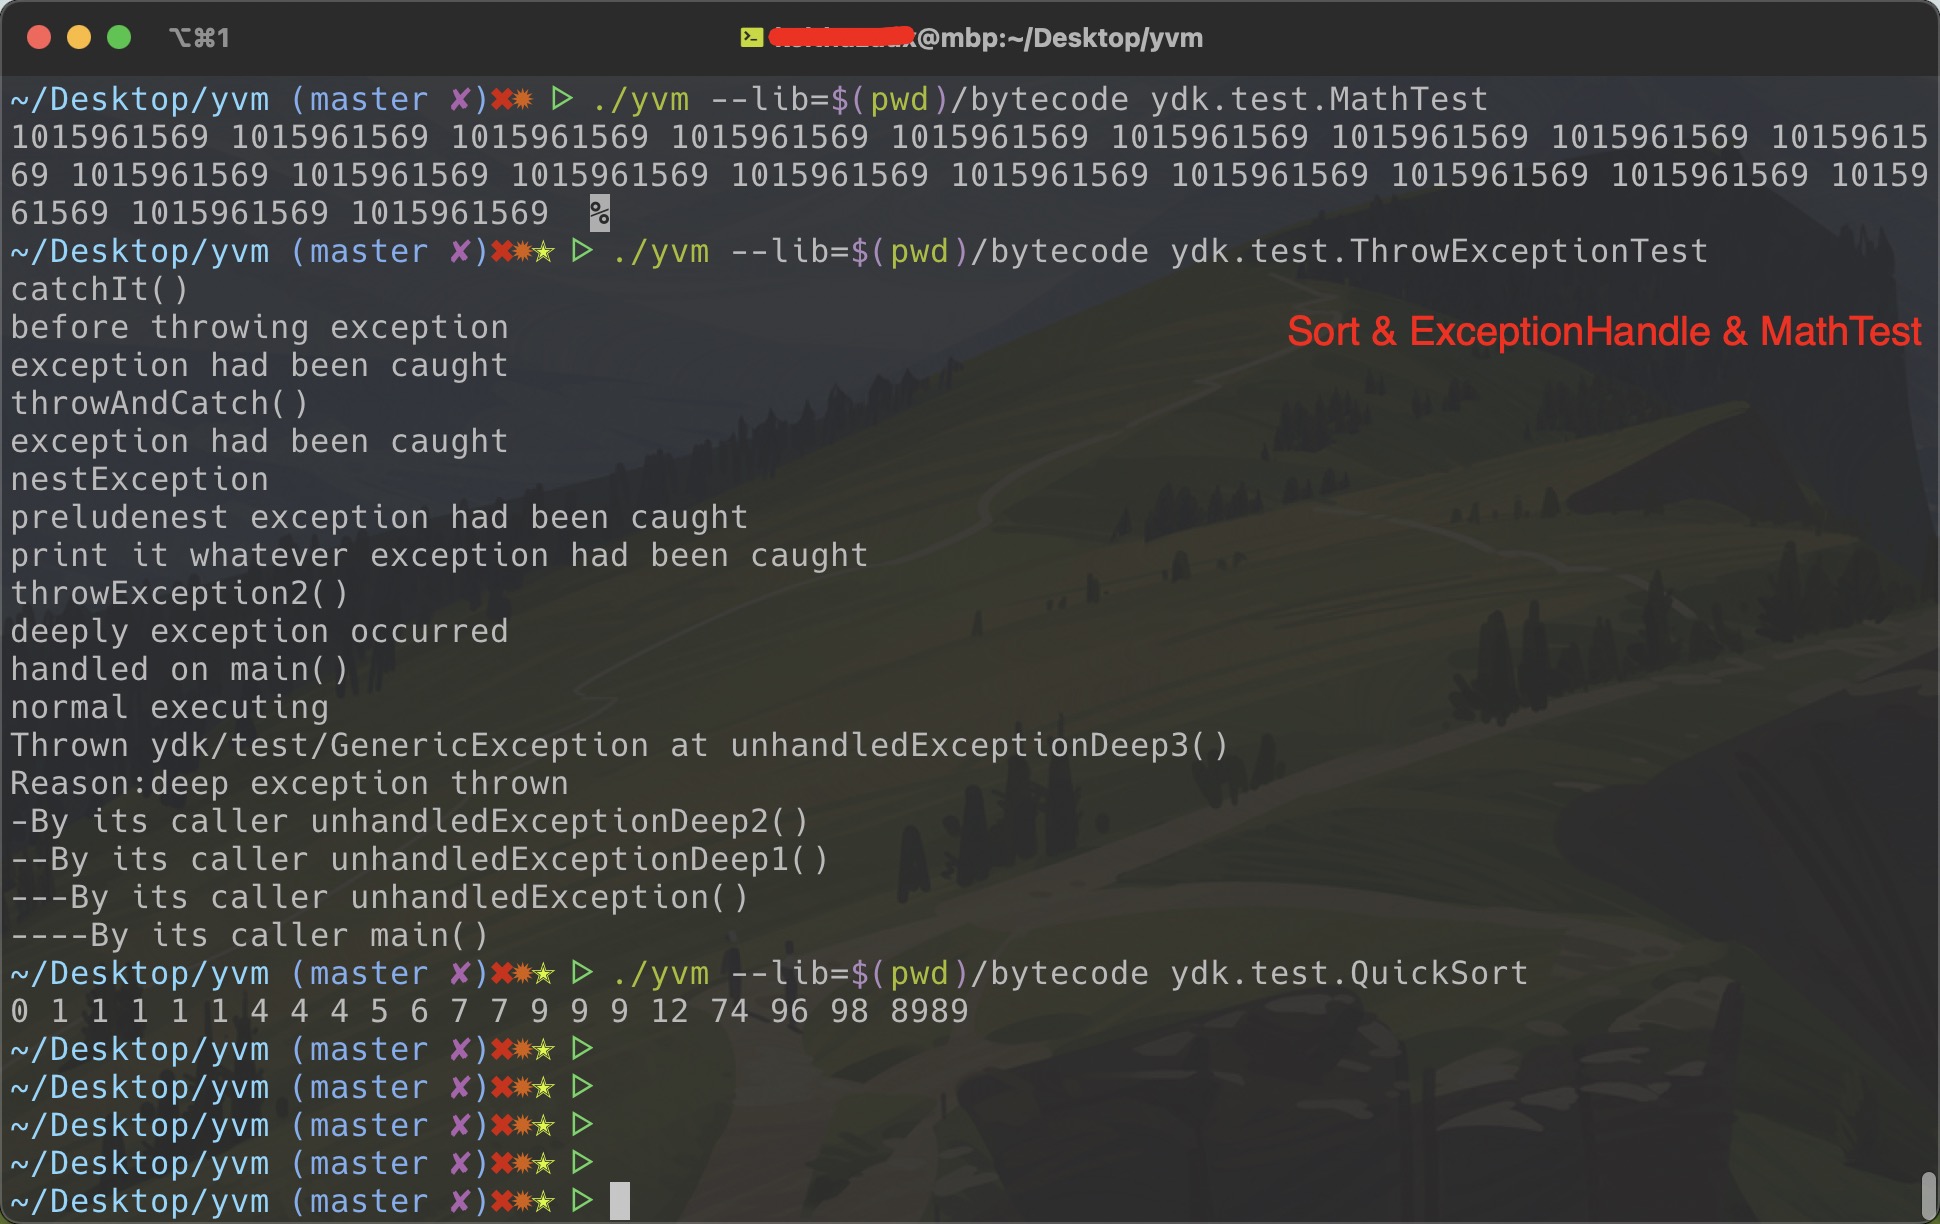 ⌥⌘1
@mbp:~/Desktop/yvm
~/Desktop/yvm (master ✘)✖✹ ▷ ./yvm --lib=$(pwd)/bytecode ydk.test.MathTest
1015961569 1015961569 1015961569 1015961569 1015961569 1015961569 1015961569 1015961569 10159615
69 1015961569 1015961569 1015961569 1015961569 1015961569 1015961569 1015961569 1015961569 10159
61569 1015961569 1015961569  %
~/Desktop/yvm (master ✘)✖✹✭ ▷ ./yvm --lib=$(pwd)/bytecode ydk.test.ThrowExceptionTest
catchIt()
before throwing exception
Sort & ExceptionHandle & MathTest
exception had been caught
throwAndCatch()
exception had been caught
nestException
preludenest exception had been caught
print it whatever exception had been caught
throwException2()
deeply exception occurred
handled on main()
normal executing
Thrown ydk/test/GenericException at unhandledExceptionDeep3()
Reason:deep exception thrown
-By its caller unhandledExceptionDeep2()
--By its caller unhandledExceptionDeep1()
---By its caller unhandledException()
----By its caller main()
~/Desktop/yvm (master ✘)✖✹✭ ▷ ./yvm --lib=$(pwd)/bytecode ydk.test.QuickSort
0 1 1 1 1 1 4 4 4 5 6 7 7 9 9 9 12 74 96 98 8989
~/Desktop/yvm (master ✘)✖✹✭ ▷
~/Desktop/yvm (master ✘)✖✹✭ ▷
~/Desktop/yvm (master ✘)✖✹✭ ▷
~/Desktop/yvm (master ✘)✖✹✭ ▷
~/Desktop/yvm (master ✘)✖✹✭ ▷